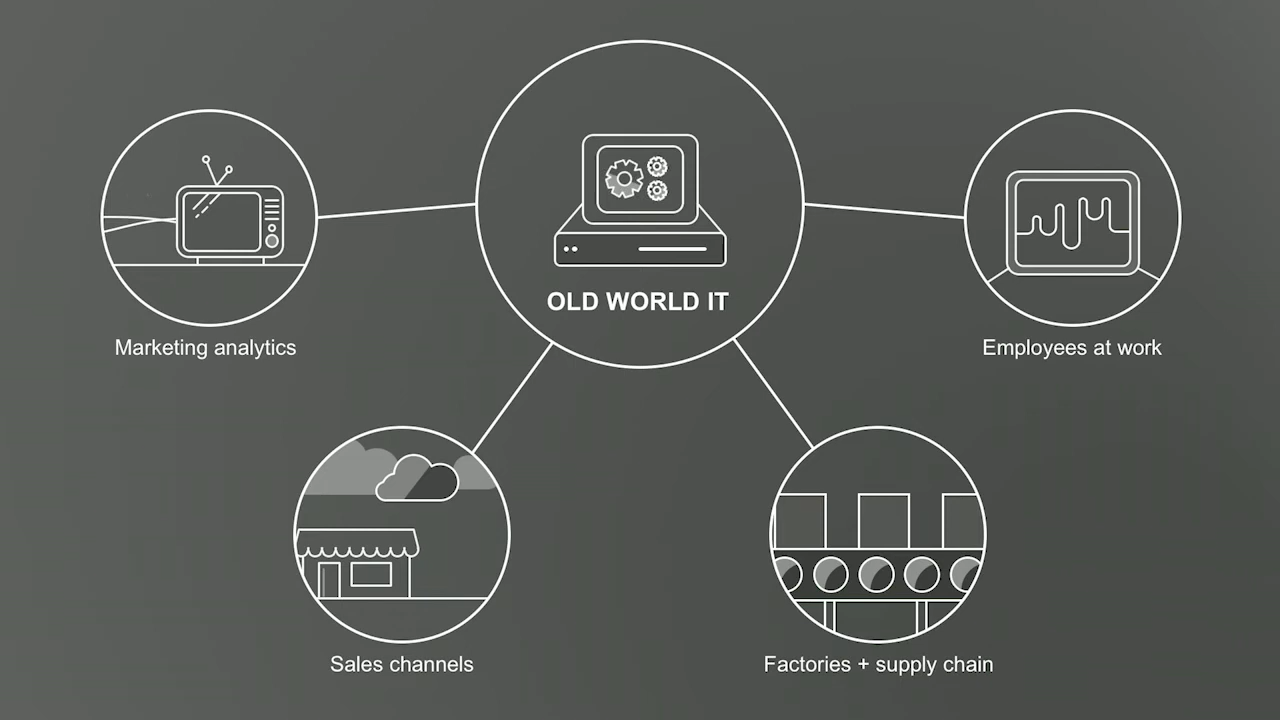 OLD WORLD IT
Marketing analytics
Employees at work
Sales channels
Factories + supply chain